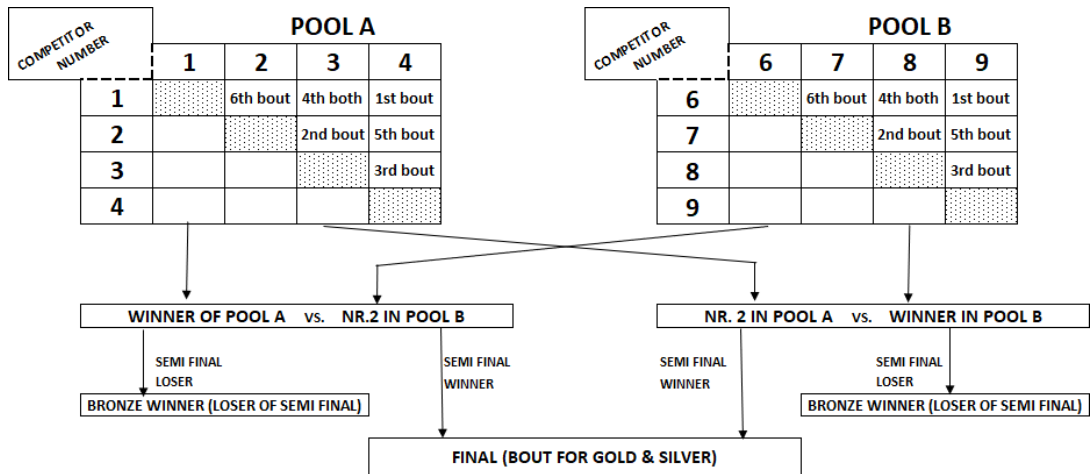 POOL A
POOL B
COMPETITOR
NUMBER
1 2 3 4
1 6th bout 4th both 1st bout
2 2nd bout 5th bout
3 3rd bout
4
COMPETITOR
NUMBER
6 7 8 9
6 6th bout 4th both 1st bout
7 2nd bout 5th bout
8 3rd bout
9
WINNER OF POOL A vs. NR.2 IN POOL B
NR. 2 IN POOL A vs. WINNER IN POOL B
SEMI FINAL
LOSER
SEMI FINAL
WINNER
SEMI FINAL
WINNER
SEMI FINAL
LOSER
BRONZE WINNER (LOSER OF SEMI FINAL)
BRONZE WINNER (LOSER OF SEMI FINAL)
FINAL (BOUT FOR GOLD & SILVER)